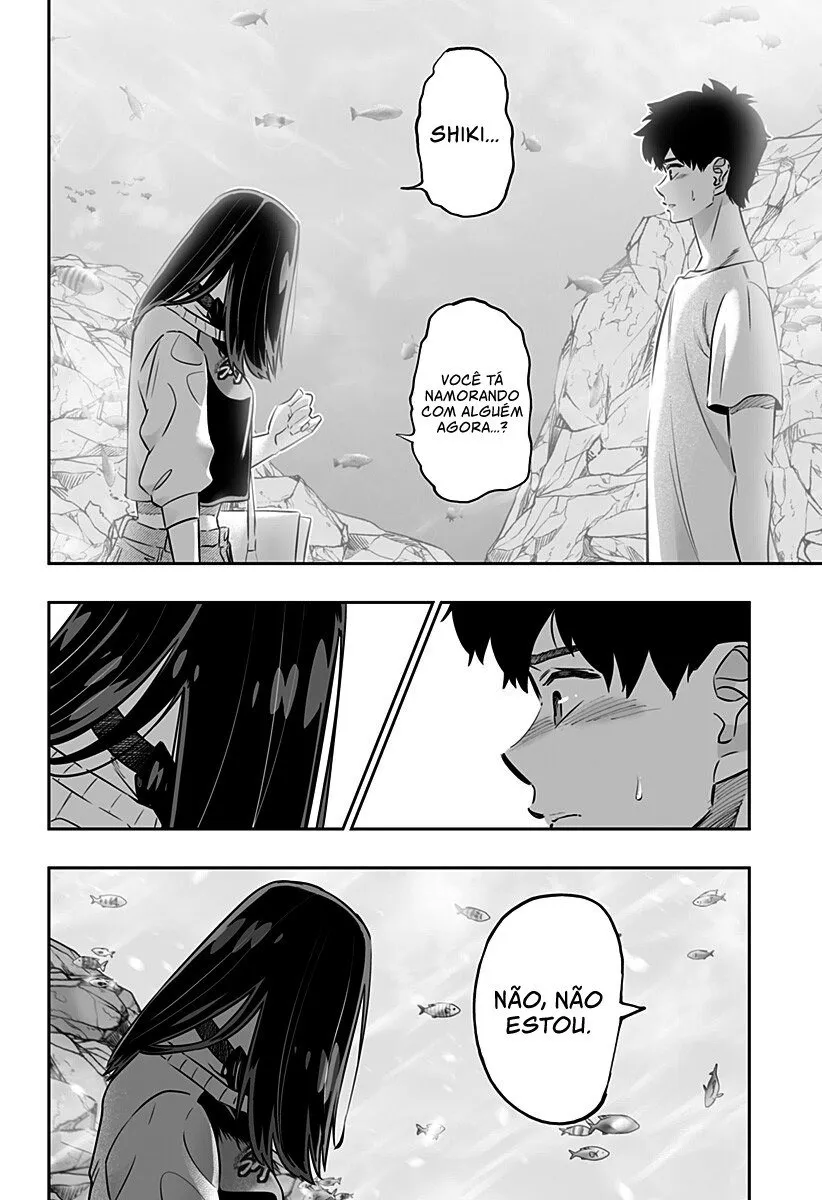 SHIKI...
VOCÊ TÁ
NAMORANDO
COM ALGUÉM
AGORA...?
NÃO, NÃO
ESTOU.